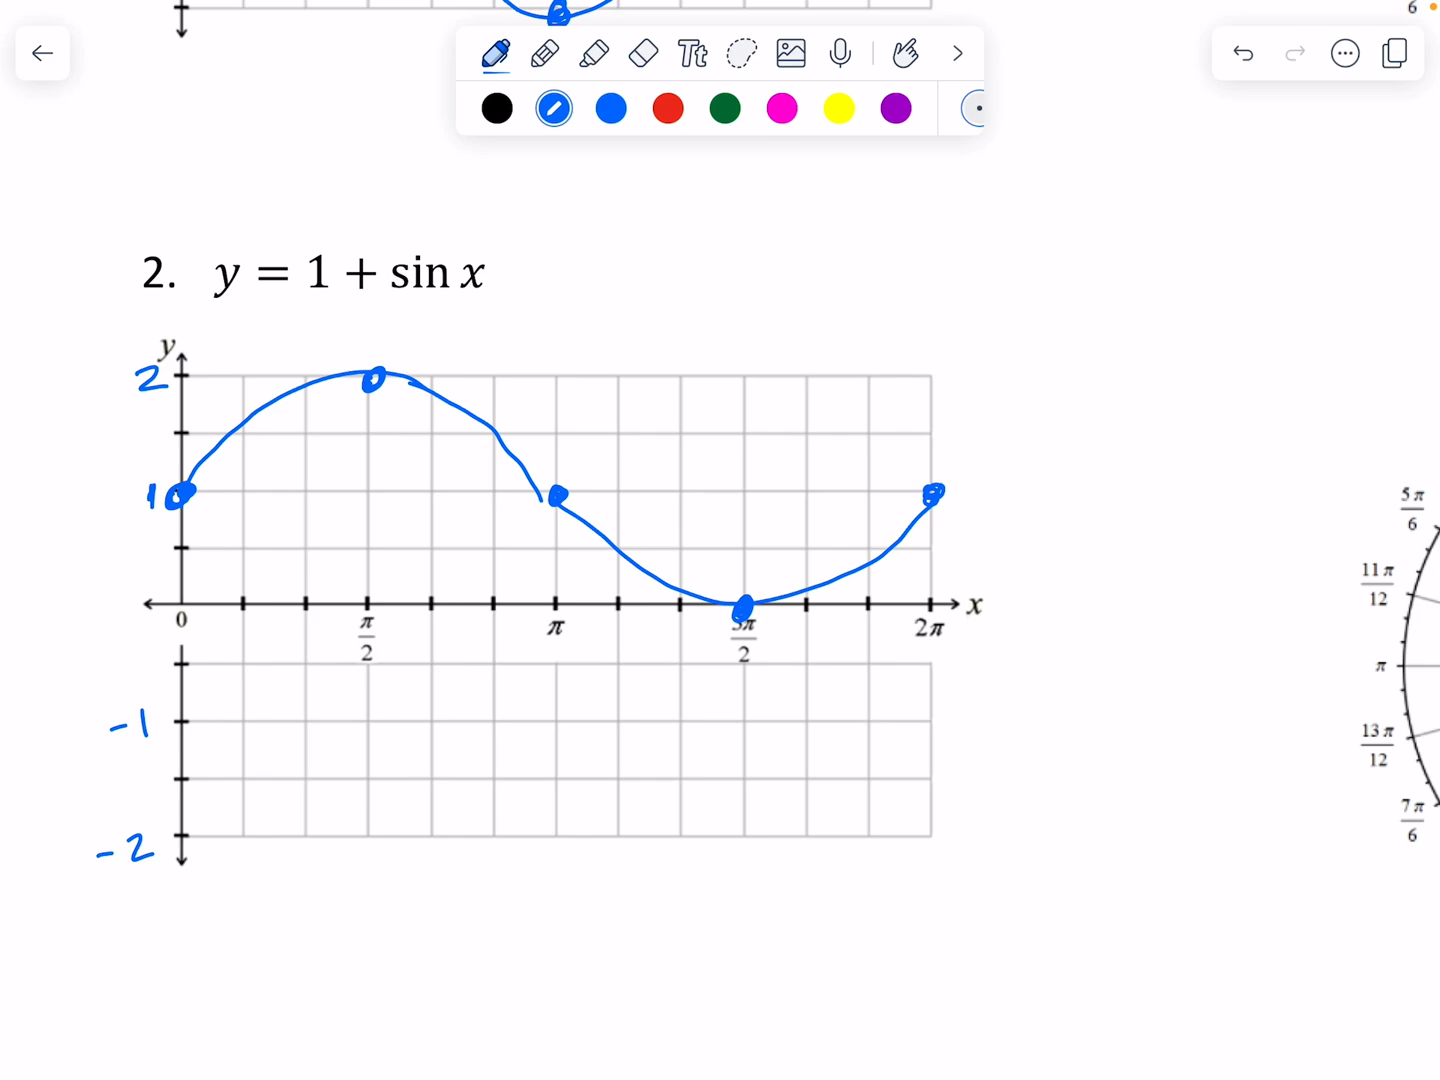 6
Tt
2. y = 1 + sin x
y
2
1
0
π/2
π
3π/2
2π
x
-1
-2
5π/6
11π/12
π
13π/12
7π/6